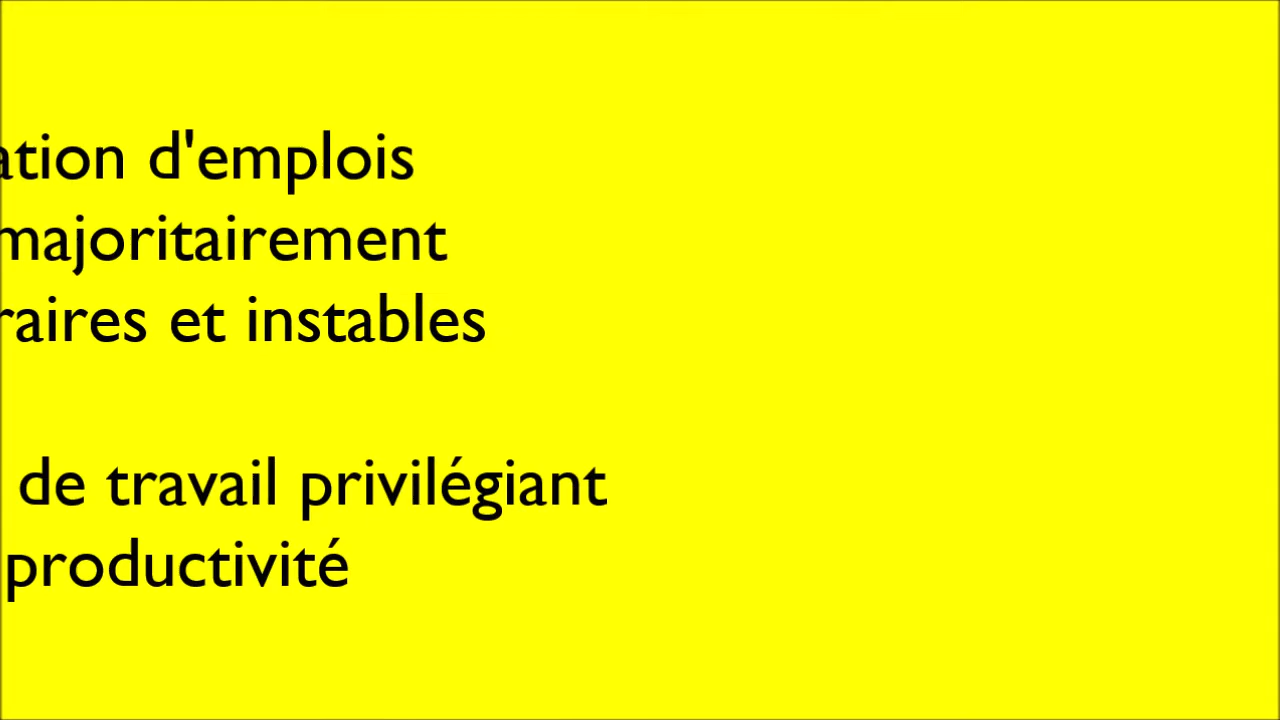 ation d'emplois
majoritairement
raires et instables
de travail privilégiant
productivité